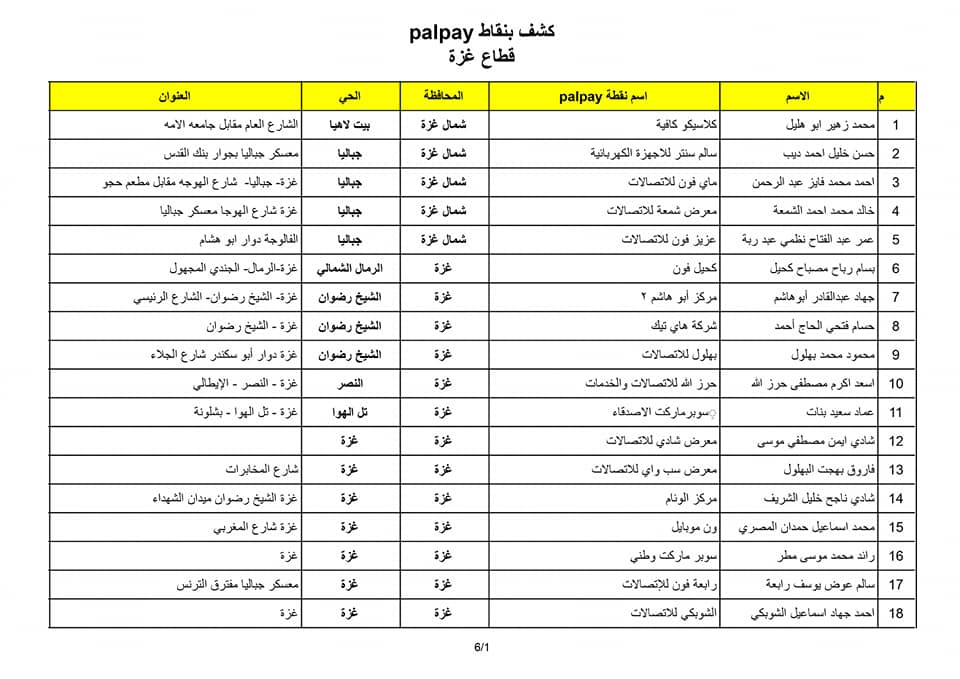 كشف بنقاط palpay
قطاع غزة
م الاسم اسم نقطة palpay المحافظة الحي العنوان
1 محمد زهير ابو هليل كلاسيكو كافية شمال غزة بيت لاهيا الشارع العام مقابل جامعه الامه
2 حسن خليل احمد ديب سالم سنتر للاجهزة الكهربائية شمال غزة جباليا معسكر جباليا بجوار بنك القدس
3 احمد محمد فايز عبد الرحمن ماي فون للاتصالات شمال غزة جباليا غزة- جباليا- شارع الهوجه مقابل مطعم حجو
4 خالد محمد احمد الشمعة معرض شمعة للاتصالات شمال غزة جباليا غزة شارع الهوجا معسكر جباليا
5 عمر عبد الفتاح نظمي عبد ربة عزيز فون للاتصالات شمال غزة جباليا الفالوجة دوار ابو هشام
6 بسام رباح مصباح كحيل كحيل فون غزة الرمال الشمالي غزة-الرمال- الجندي المجهول
7 جهاد عبدالقادر أبوهاشم مركز أبو هاشم ٢ غزة الشيخ رضوان غزة- الشيخ رضوان- الشارع الرئيسي
8 حسام فتحي الحاج أحمد شركة هاي تيك غزة الشيخ رضوان غزة - الشيخ رضوان
9 محمود محمد بهلول بهلول للاتصالات غزة الشيخ رضوان غزة دوار أبو سكندر شارع الجلاء
10 اسعد اكرم مصطفى حرز الله حرز الله للاتصالات والخدمات غزة النصر غزة - النصر - الإيطالي
11 عماد سعيد بنات سوبرماركت الاصدقاء غزة تل الهوا غزة - تل الهوا - بشلونة
12 شادي ايمن مصطفي موسى معرض شادي للاتصالات غزة غزة
13 فاروق بهجت البهلول معرض سب واي للاتصالات غزة غزة شارع المخابرات
14 شادي ناجح خليل الشريف مركز الونام غزة غزة غزة الشيخ رضوان ميدان الشهداء
15 محمد اسماعيل حمدان المصري ون موبايل غزة غزة غزة شارع المغربي
16 رائد محمد موسى مطر سوبر ماركت وطني غزة غزة غزة
17 سالم عوض يوسف رابعة رابعة فون للإتصالات غزة غزة معسكر جباليا مفترق الترنس
18 احمد جهاد اسماعيل الشوبكي الشوبكي للاتصالات غزة غزة غزة
6/1